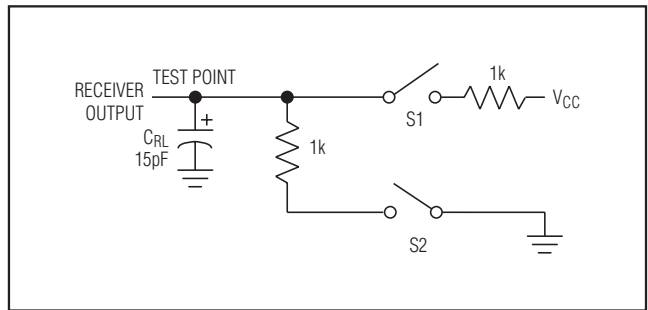 TEST POINT
RECEIVER
OUTPUT
1k
VCC
S1
+
CRL
15pF
1k
S2